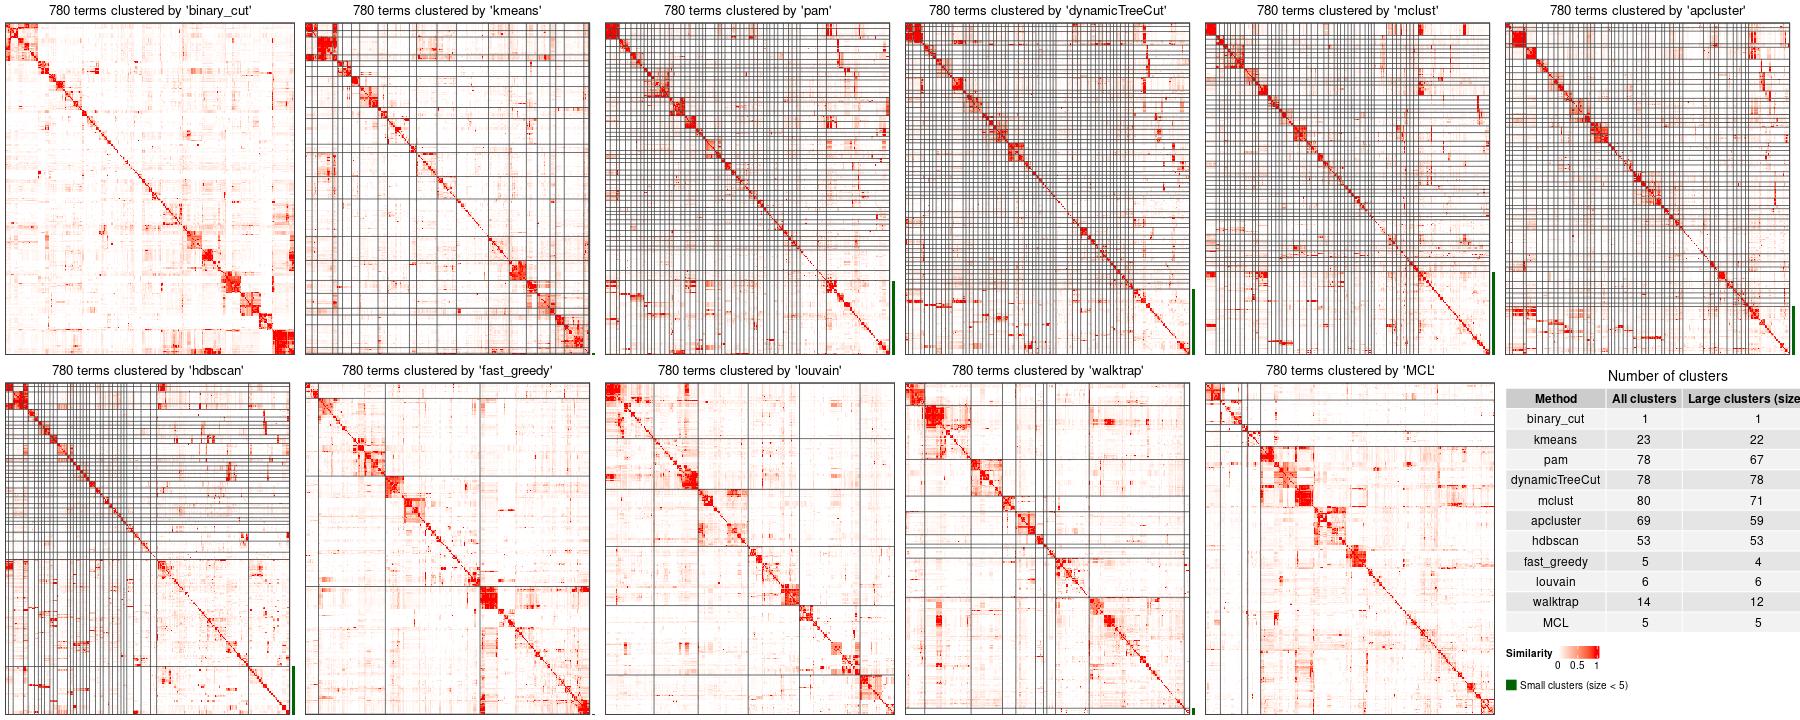 780 terms clustered by 'binary_cut'
780 terms clustered by 'kmeans'
780 terms clustered by 'pam'
780 terms clustered by 'dynamicTreeCut'
780 terms clustered by 'mclust'
780 terms clustered by 'apcluster'
780 terms clustered by 'hdbscan'
780 terms clustered by 'fast_greedy'
780 terms clustered by 'louvain'
780 terms clustered by 'walktrap'
780 terms clustered by 'MCL'
Number of clusters
Method All clusters Large clusters (size
binary_cut 1 1
kmeans 23 22
pam 78 67
dynamicTreeCut 78 78
mclust 80 71
apcluster 69 59
hdbscan 53 53
fast_greedy 5 4
louvain 6 6
walktrap 14 12
MCL 5 5
Similarity
0 0.5 1
Small clusters (size < 5)